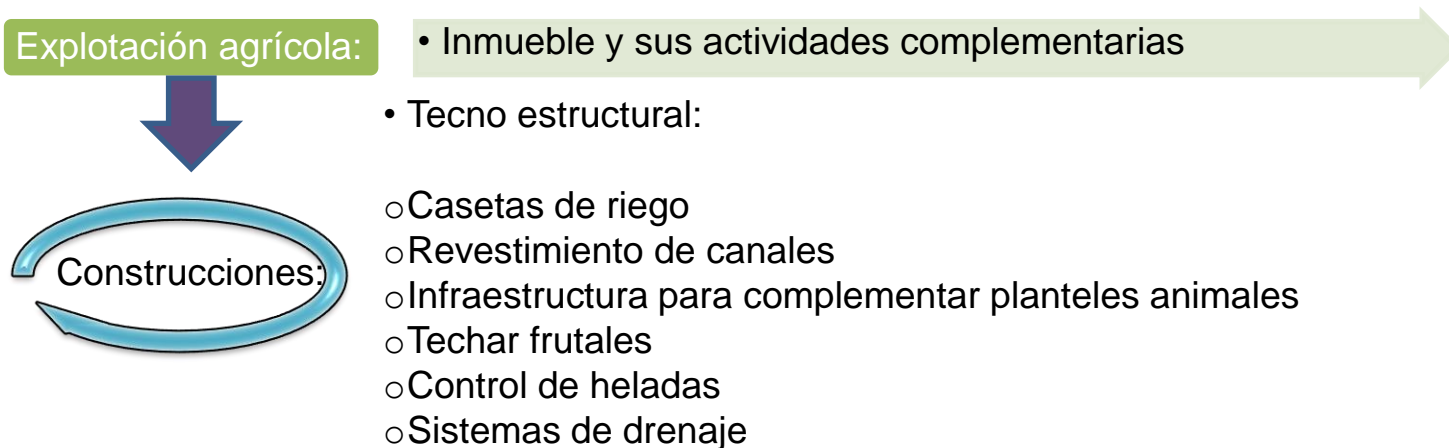 Explotación agrícola:
• Inmueble y sus actividades complementarias
• Tecno estructural:
Construcciones:
oCasetas de riego
oRevestimiento de canales
oInfraestructura para complementar planteles animales
oTechar frutales
oControl de heladas
oSistemas de drenaje